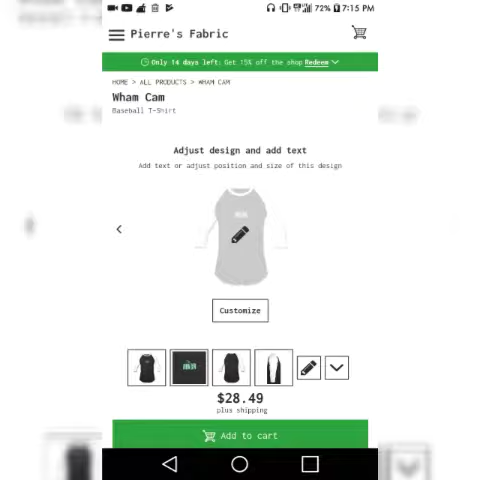 72% 7:15 PM
Pierre's Fabric
Only 14 days left: Get 15% off the shop Redeem
HOME > ALL PRODUCTS > WHAM CAM
Wham Cam
Baseball T-Shirt
Adjust design and add text
Add text or adjust position and size of this design
Customize
$28.49
plus shipping
Add to cart